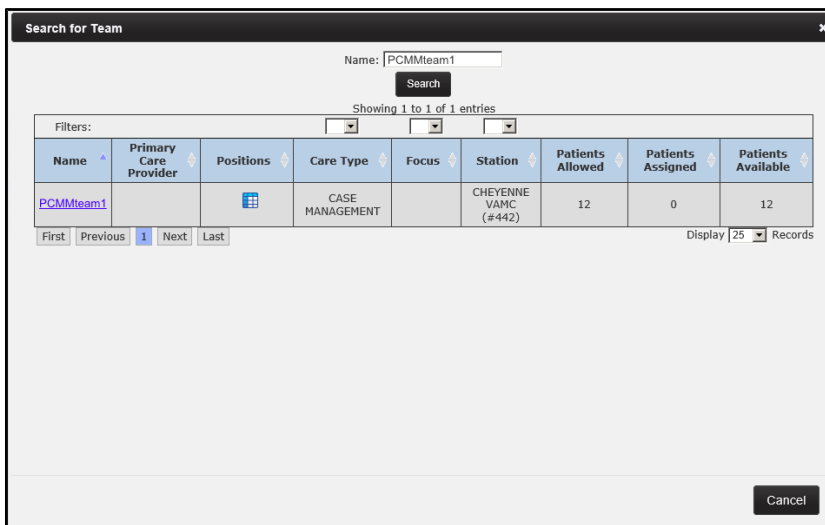 Search for Team x
Name: PCMMteam1
Search
Showing 1 to 1 of 1 entries
Filters:
Name Primary Care Provider Positions Care Type Focus Station Patients Allowed Patients Assigned Patients Available
PCMMteam1 CASE MANAGEMENT CHEYENNE VAMC (#442) 12 0 12
First Previous 1 Next Last Display 25 Records
Cancel